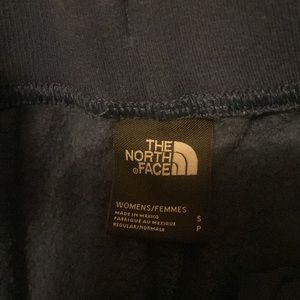 THE
NORTH
FACE
WOMENS/FEMMES
MADE IN MEXICO S
FABRIQUÉ AU MEXIQUE
REGULAR/NORMALE P